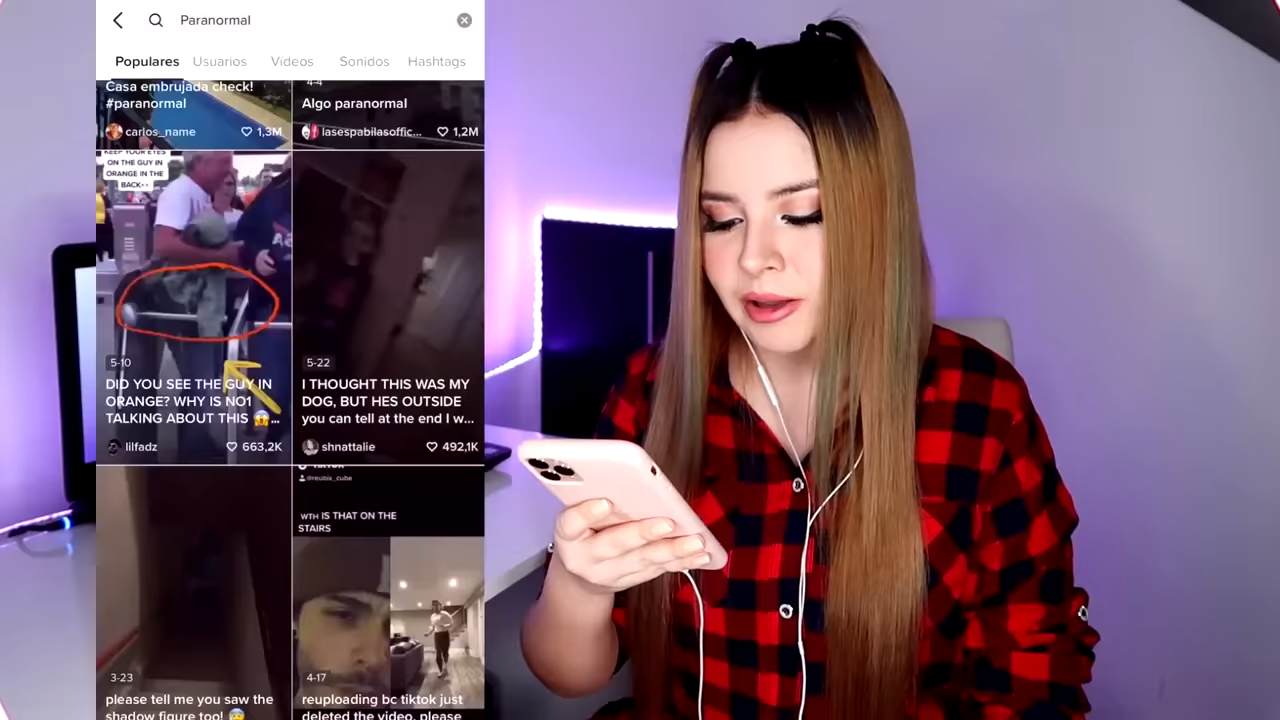 Paranormal
Populares Usuarios Videos Sonidos Hashtags
Casa embrujada check!
#paranormal
carlos_name 1,3M
4-4
Algo paranormal
lasespabilasoffic... 1,2M
KEEP YOUR EYES
ON THE GUY IN
ORANGE IN THE
BACK
5-10
DID YOU SEE THE GUY IN
ORANGE? WHY IS NO1
TALKING ABOUT THIS 😱...
lilfadz 663,2K
5-22
I THOUGHT THIS WAS MY
DOG, BUT HES OUTSIDE
you can tell at the end I w...
shnattalie 492,1K
3-23
please tell me you saw the
shadow figure too! 😰
TikTok
@reubix_cube
WTH IS THAT ON THE
STAIRS
4-17
reuploading bc tiktok just
deleted the video, please